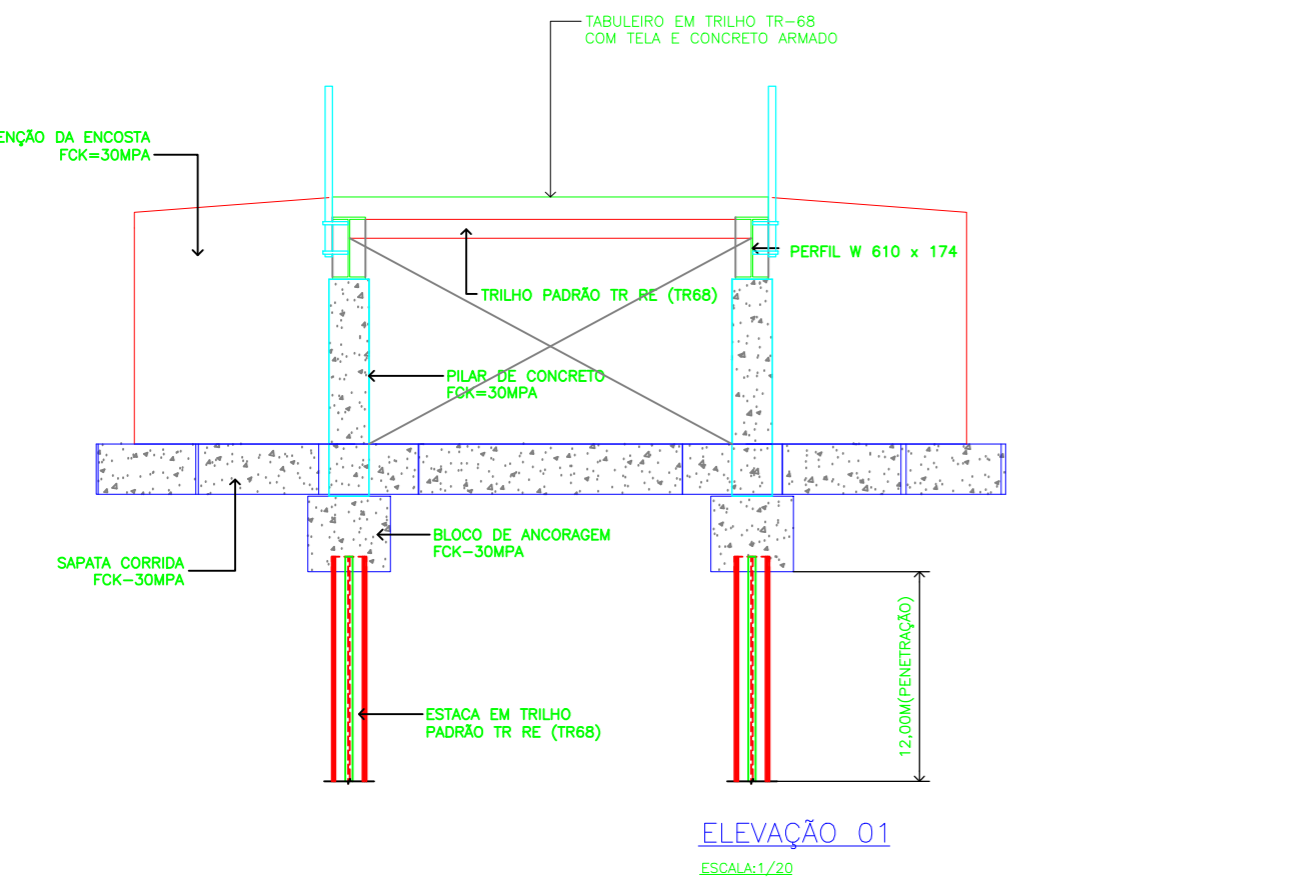 TABULEIRO EM TRILHO TR-68
COM TELA E CONCRETO ARMADO
ENÇÃO DA ENCOSTA
FCK=30MPA
PERFIL W 610 x 174
TRILHO PADRÃO TR RE (TR68)
PILAR DE CONCRETO
FCK=30MPA
BLOCO DE ANCORAGEM
FCK-30MPA
SAPATA CORRIDA
FCK-30MPA
12,00M(PENETRAÇÃO)
ESTACA EM TRILHO
PADRÃO TR RE (TR68)
ELEVAÇÃO 01
ESCALA:1/20